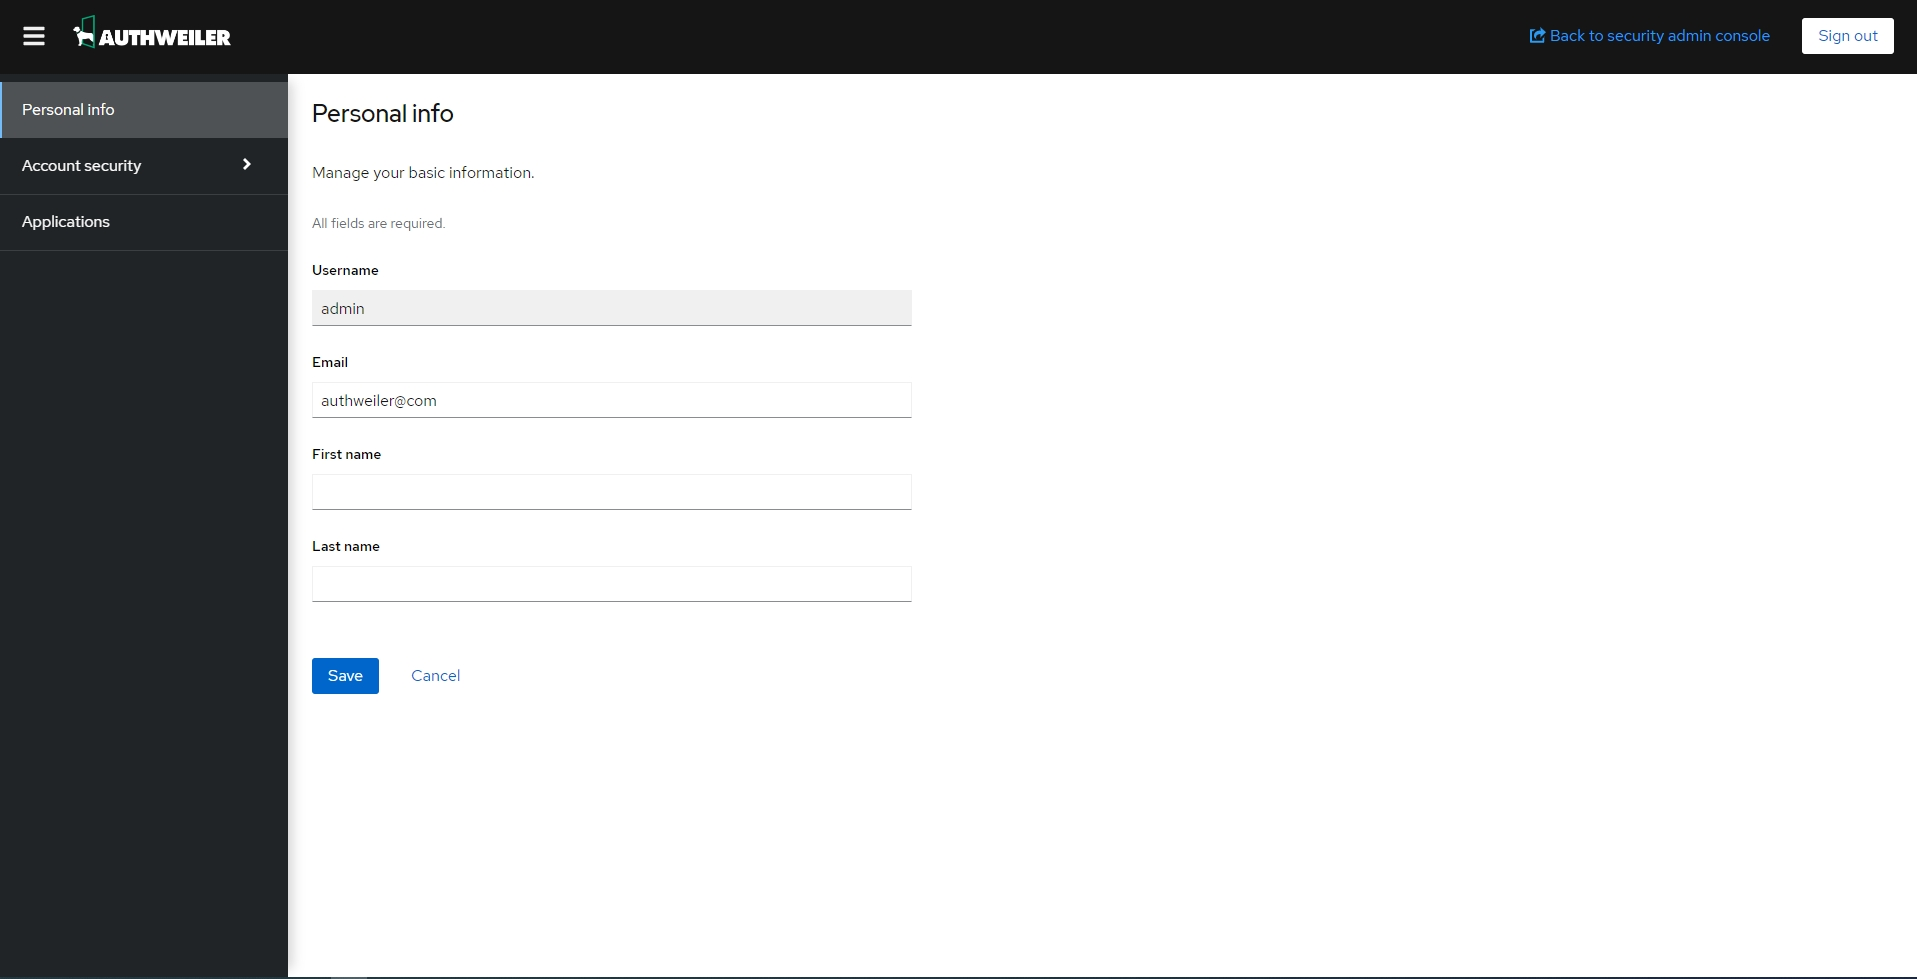 AUTHWEILER
Back to security admin console
Sign out
Personal info
Account security
Applications
Personal info
Manage your basic information.
All fields are required.
Username
admin
Email
authweiler@com
First name
Last name
Save
Cancel